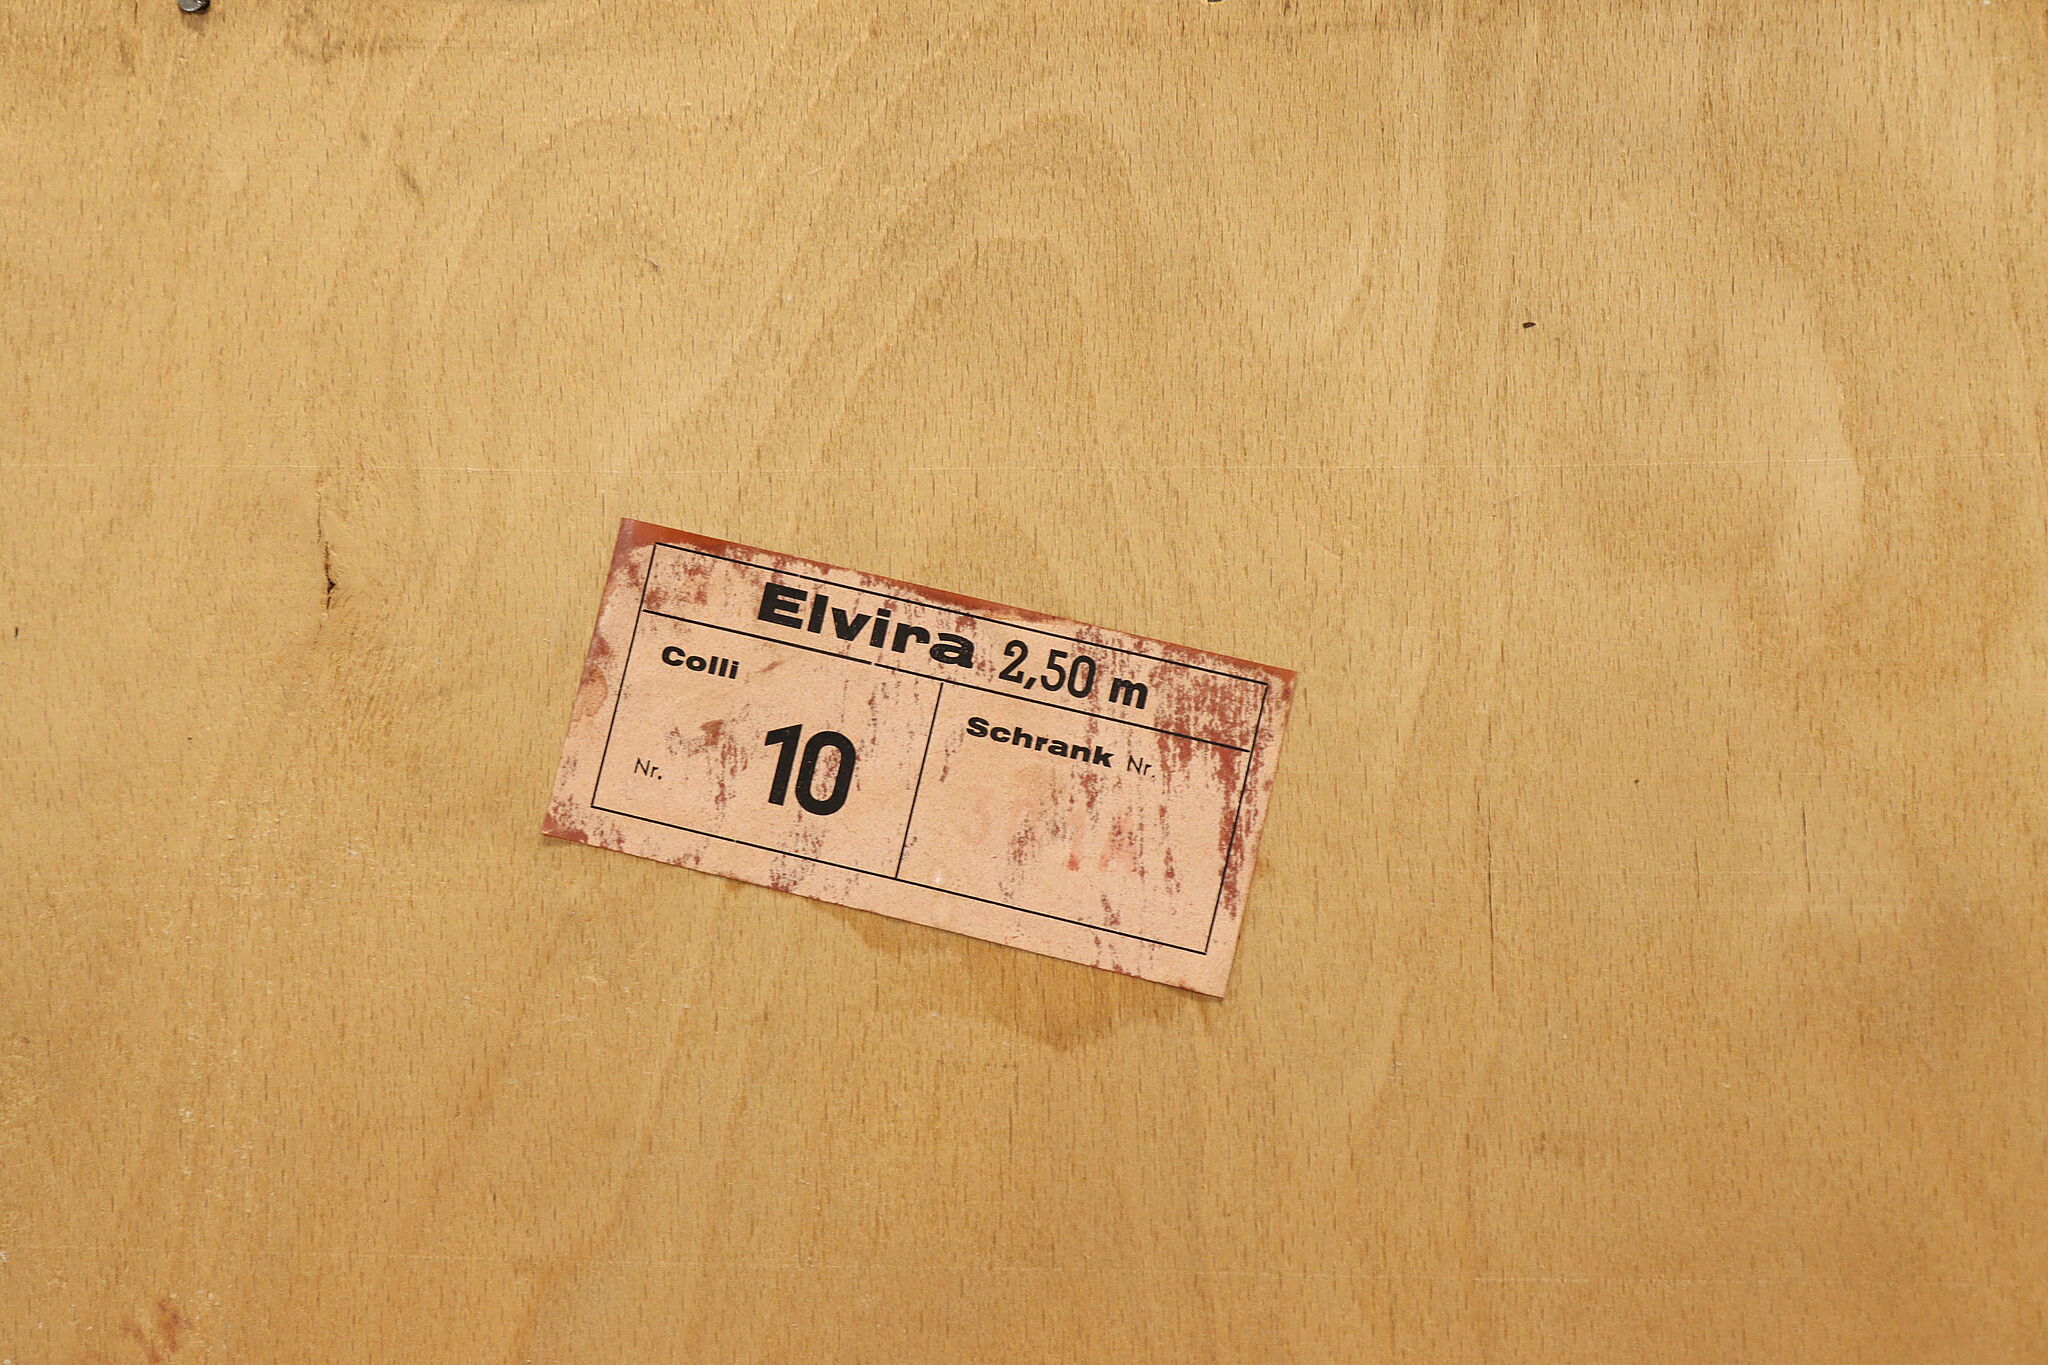 Elvira 2,50 m
Colli
Nr. 10
Schrank Nr.